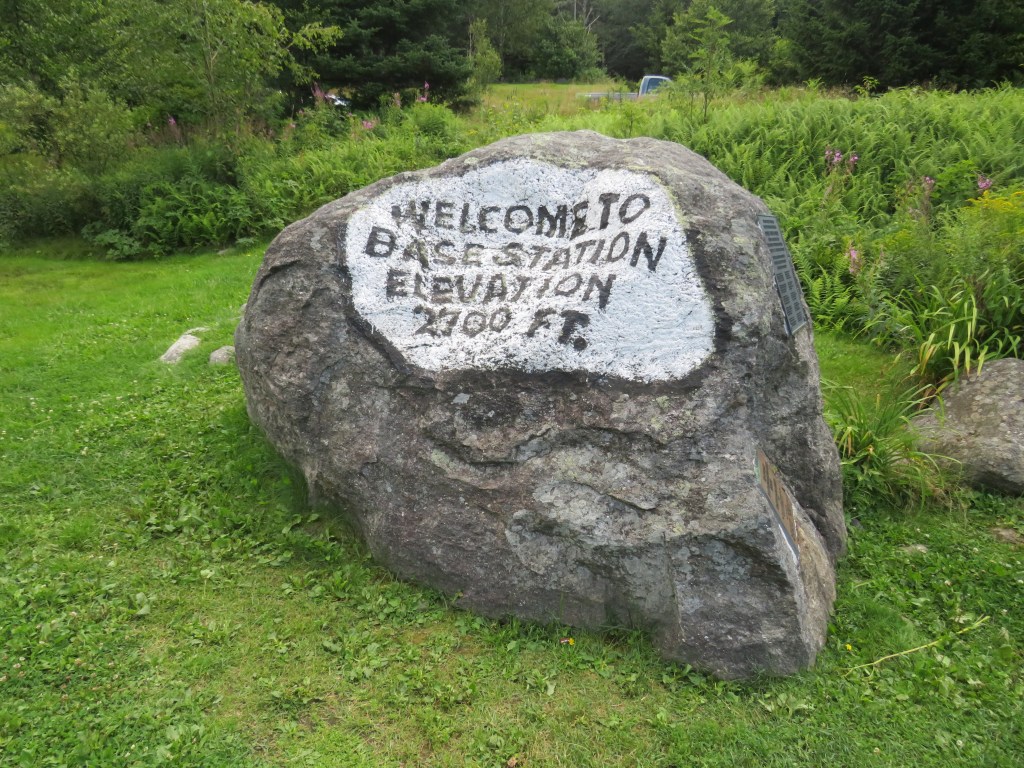 WELCOME TO
BASE STATION
ELEVATION
2700 FT.